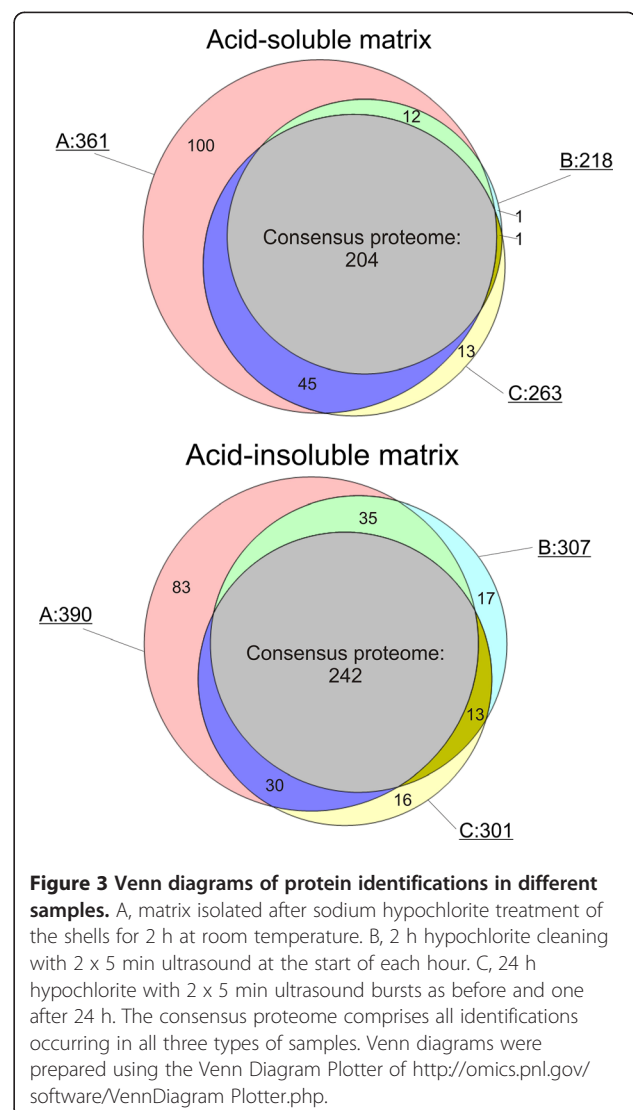 Acid-soluble matrix
A:361
100
12
B:218
1
1
Consensus proteome:
204
45
13
C:263
Acid-insoluble matrix
A:390
83
35
B:307
17
Consensus proteome:
242
13
30
16
C:301
Figure 3 Venn diagrams of protein identifications in different
samples. A, matrix isolated after sodium hypochlorite treatment of
the shells for 2 h at room temperature. B, 2 h hypochlorite cleaning
with 2 x 5 min ultrasound at the start of each hour. C, 24 h
hypochlorite with 2 x 5 min ultrasound bursts as before and one
after 24 h. The consensus proteome comprises all identifications
occurring in all three types of samples. Venn diagrams were
prepared using the Venn Diagram Plotter of http://omics.pnl.gov/
software/VennDiagram Plotter.php.